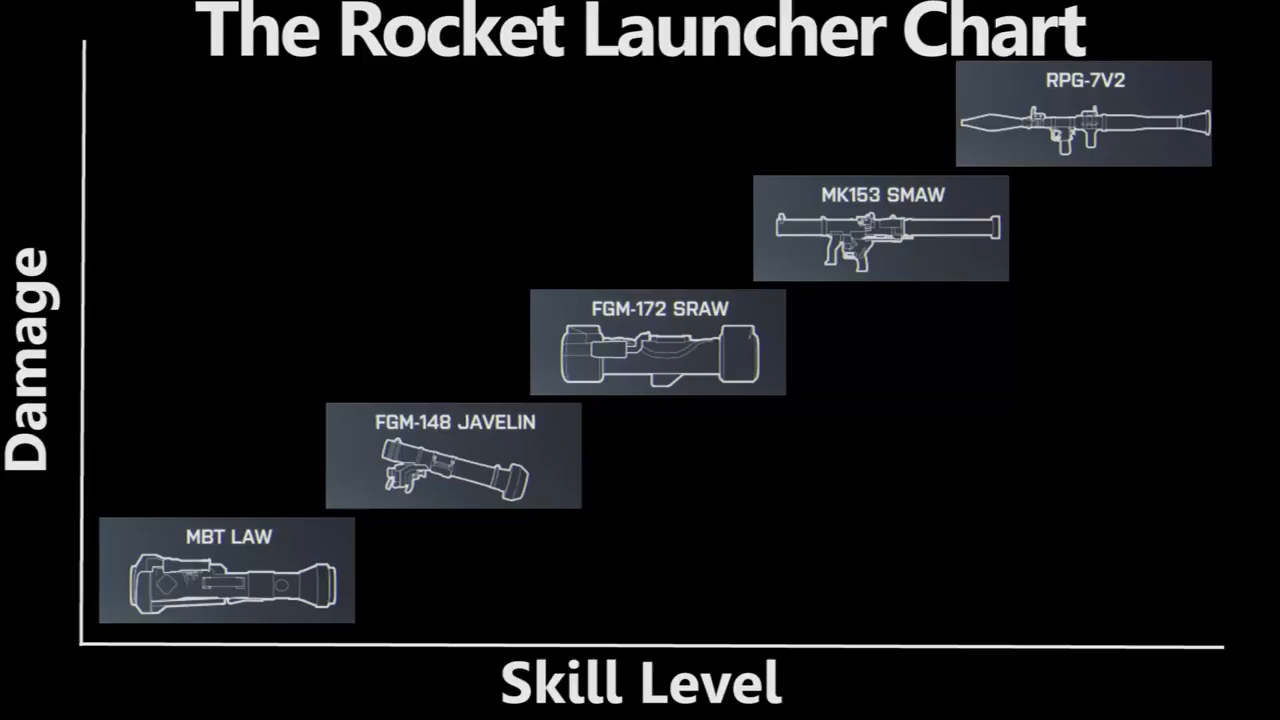 The Rocket Launcher Chart
RPG-7V2
MK153 SMAW
FGM-172 SRAW
FGM-148 JAVELIN
MBT LAW
Damage
Skill Level